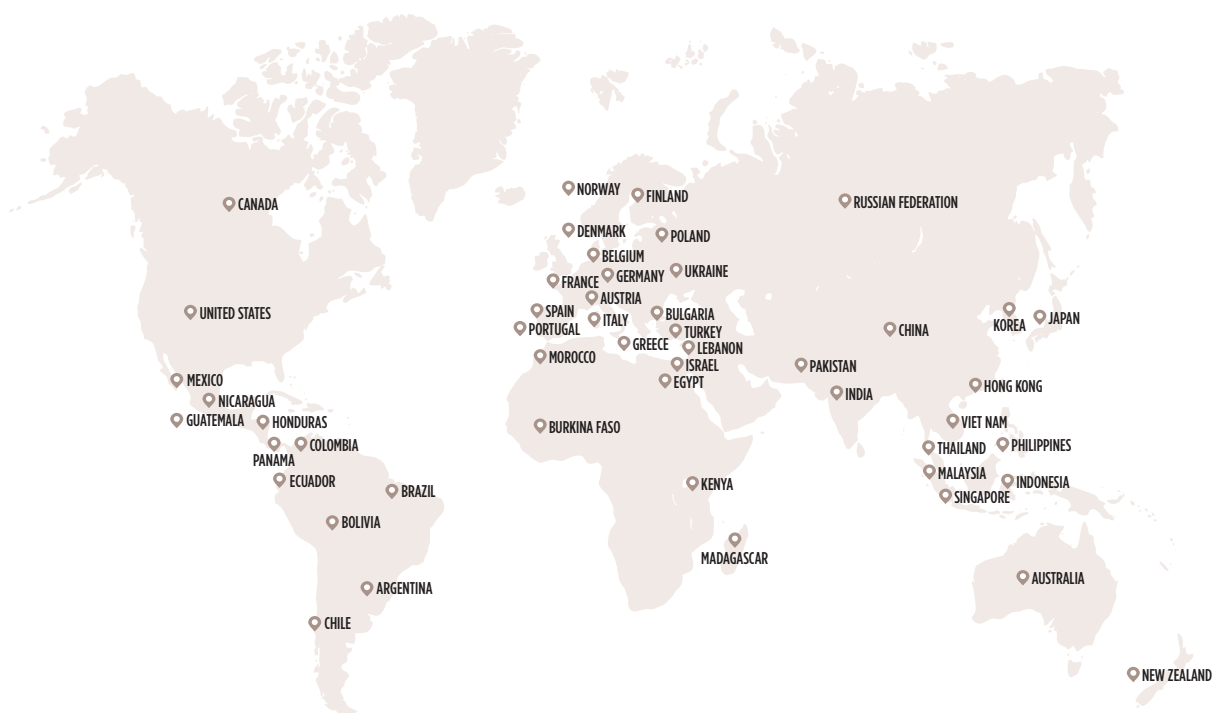 NORWAY
FINLAND
RUSSIAN FEDERATION
CANADA
DENMARK
POLAND
BELGIUM
UKRAINE
GERMANY
FRANCE
AUSTRIA
UNITED STATES
SPAIN
ITALY
BULGARIA
KOREA
JAPAN
PORTUGAL
TURKEY
CHINA
GREECE
LEBANON
MOROCCO
ISRAEL
PAKISTAN
MEXICO
EGYPT
HONG KONG
INDIA
NICARAGUA
GUATEMALA
HONDURAS
BURKINA FASO
VIET NAM
COLOMBIA
PANAMA
THAILAND
PHILIPPINES
ECUADOR
MALAYSIA
INDONESIA
BRAZIL
KENYA
SINGAPORE
BOLIVIA
MADAGASCAR
AUSTRALIA
ARGENTINA
CHILE
NEW ZEALAND